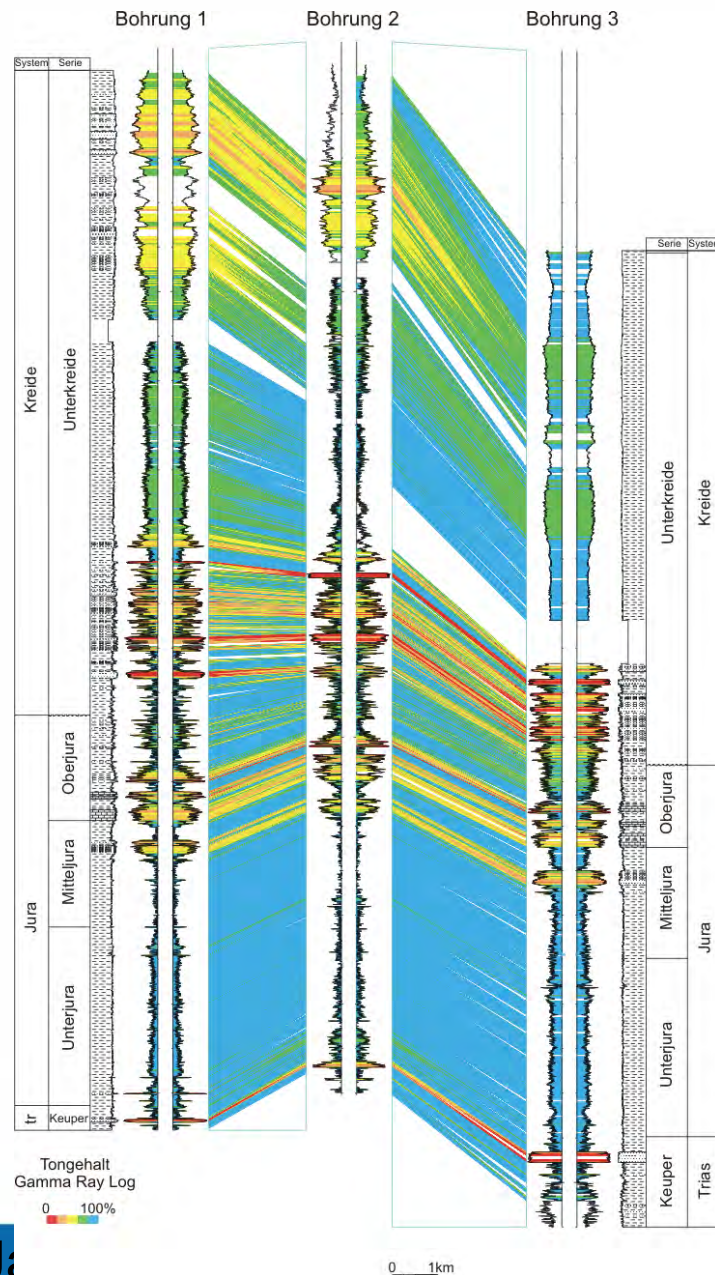 Bohrung 1
Bohrung 2
Bohrung 3
System
Serie
Kreide
Unterkreide
Oberjura
Mitteljura
Jura
Unterjura
tr
Keuper
Serie
System
Unterkreide
Kreide
Oberjura
Mitteljura
Jura
Unterjura
Keuper
Trias
Tongehalt
Gamma Ray Log
0 100%
0 1km